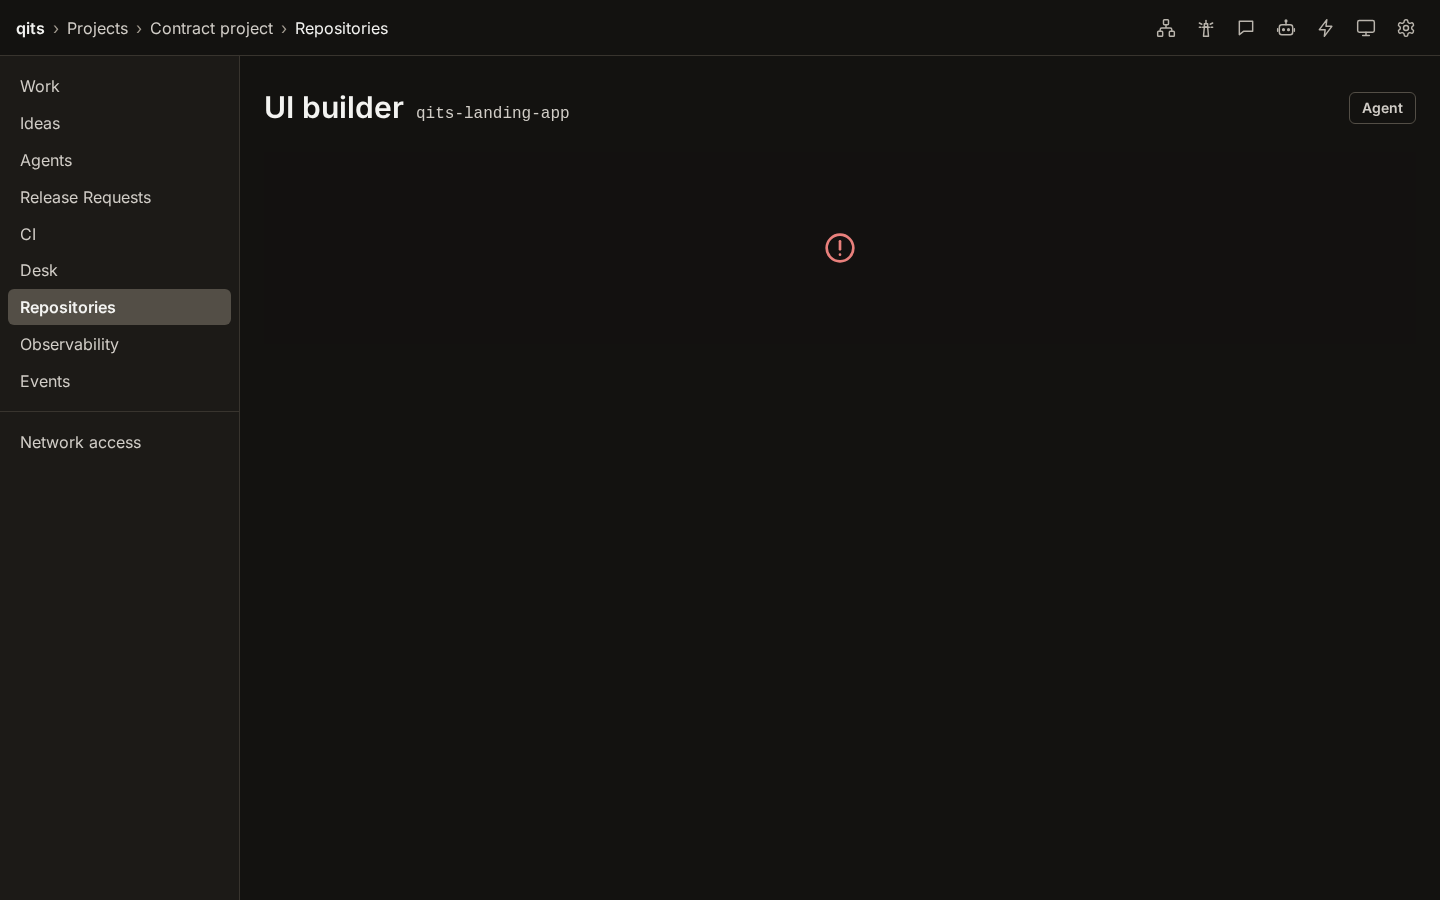 qits › Projects › Contract project › Repositories
Work
Ideas
Agents
Release Requests
CI
Desk
Repositories
Observability
Events
Network access
UI builder qits-landing-app
Agent